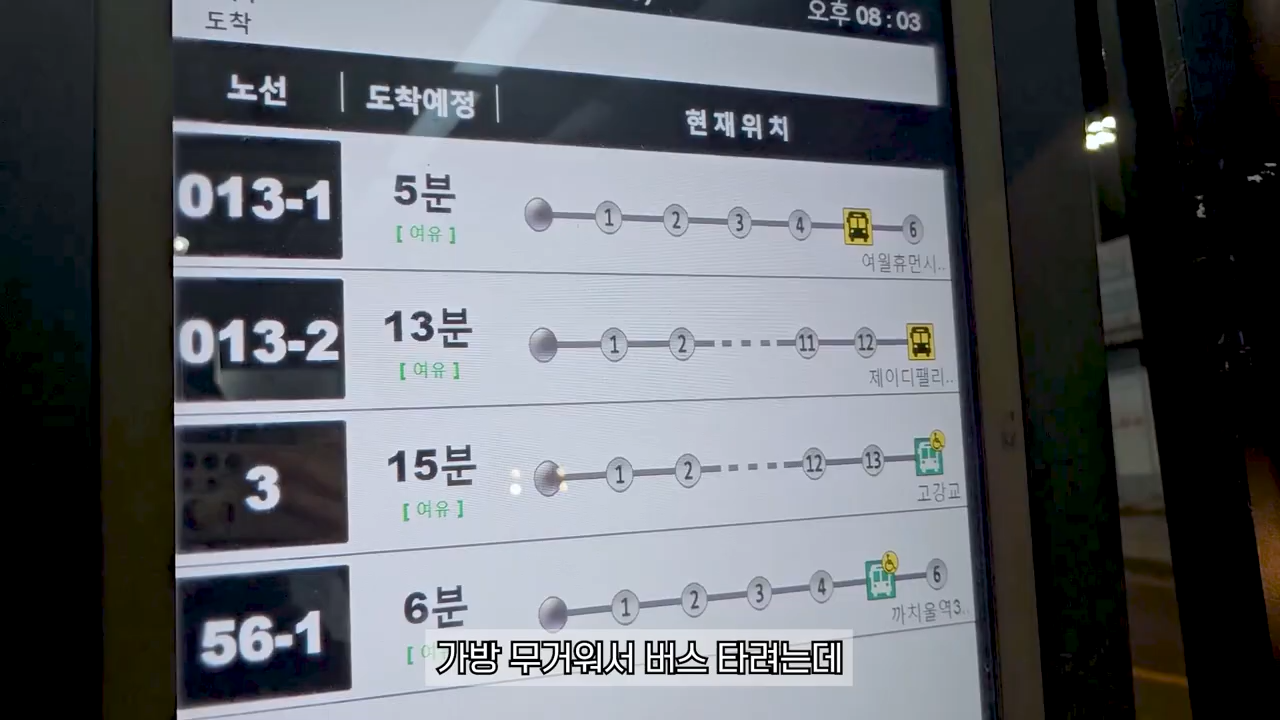 도착
오후 08 : 03
노선 도착예정 현재위치
013-1 5분 1 2 3 4 6
[ 여유 ]
여월휴먼시..
013-2 13분 1 2 11 12
[ 여유 ]
제이디팰리..
3 15분 1 2 12 13
[ 여유 ]
고강교
56-1 6분 1 2 3 4 6
까치울역3..
가방 무거워서 버스 타려는데